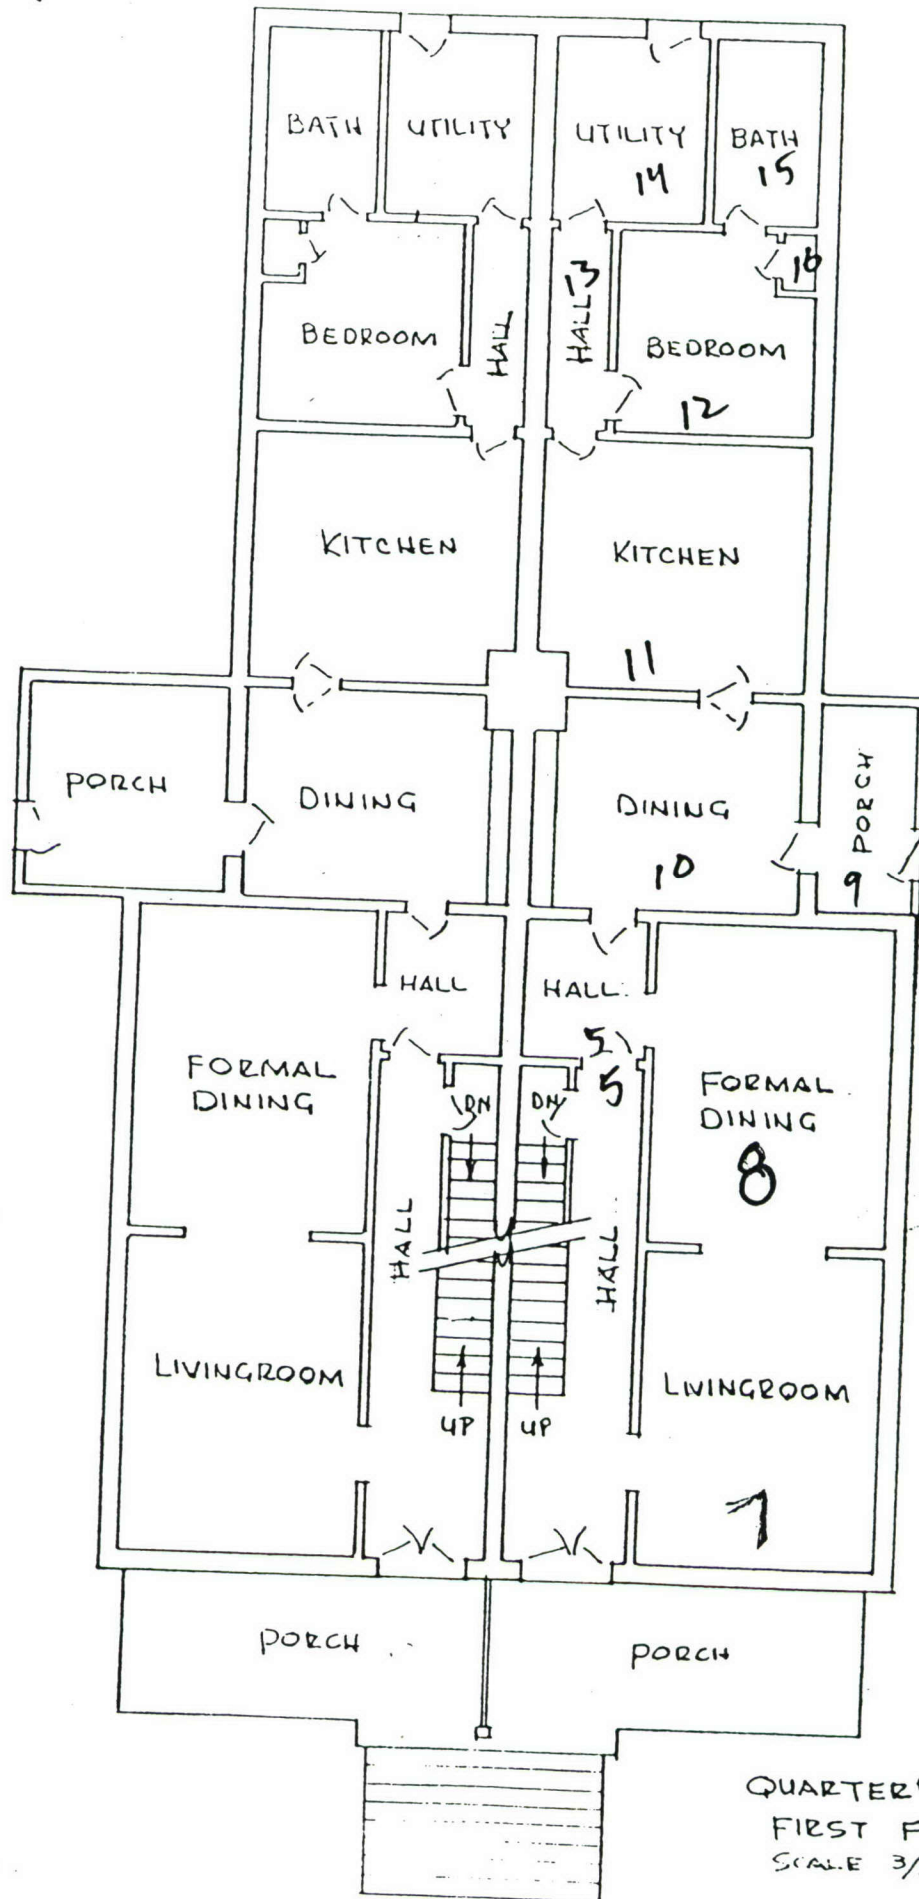 BATH UTILITY UTILITY BATH
14 15
16
13
BEDROOM HALL HALL BEDROOM
12
KITCHEN KITCHEN
11
PORCH DINING DINING PORCH
10 9
HALL HALL
5
5
FORMAL DINING
FORMAL DINING
8
DN DN
HALL HALL
LIVINGROOM LIVINGROOM
UP UP
7
PORCH PORCH
QUARTER
FIRST F
SCALE 3/